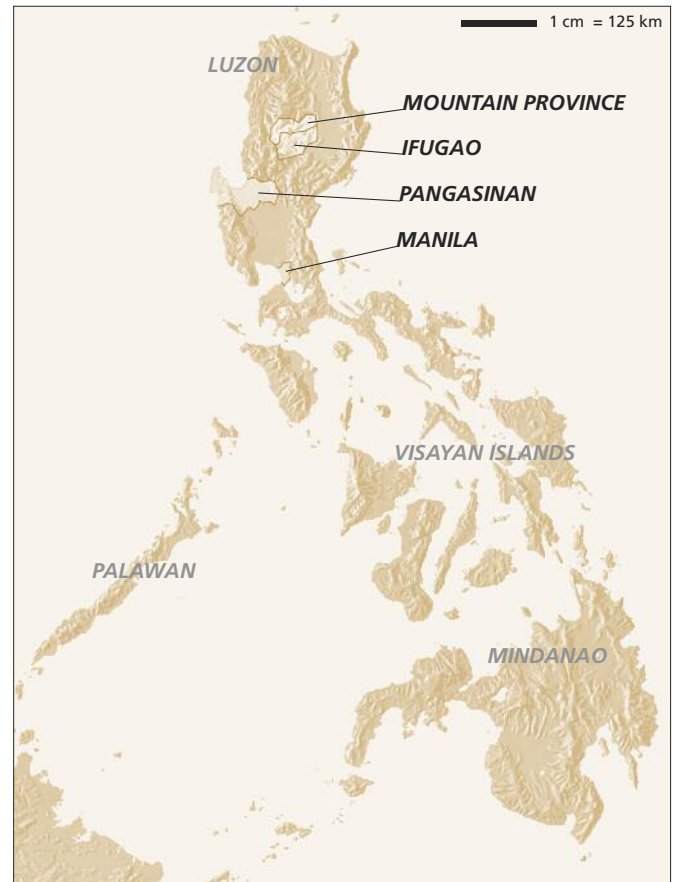 1 cm = 125 km
LUZON
MOUNTAIN PROVINCE
IFUGAO
PANGASINAN
MANILA
VISAYAN ISLANDS
PALAWAN
MINDANAO